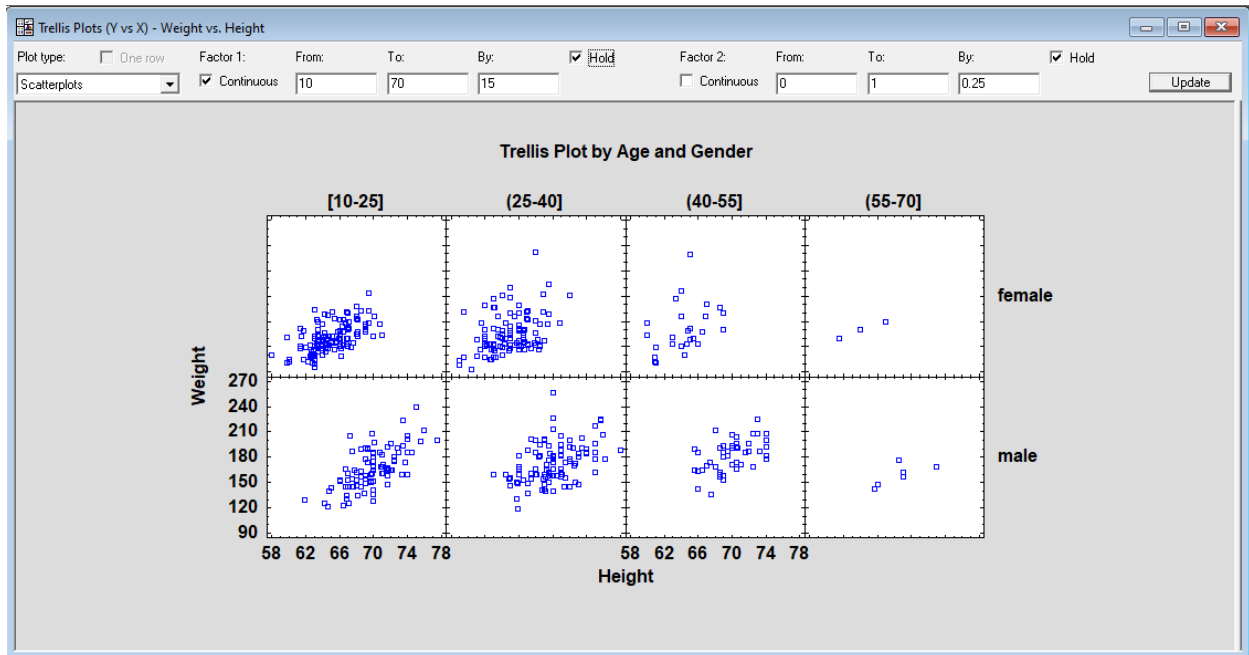 Trellis Plots (Y vs X) - Weight vs. Height
Plot type: One row Factor 1: From: To: By: Hold Factor 2: From: To: By: Hold
Scatterplots Continuous 10 70 15 Continuous 0 1 0.25 Update
Trellis Plot by Age and Gender
[10-25] (25-40] (40-55] (55-70]
female
Weight
270
240
210
180
150
120
90
male
58 62 66 70 74 78 58 62 66 70 74 78
Height